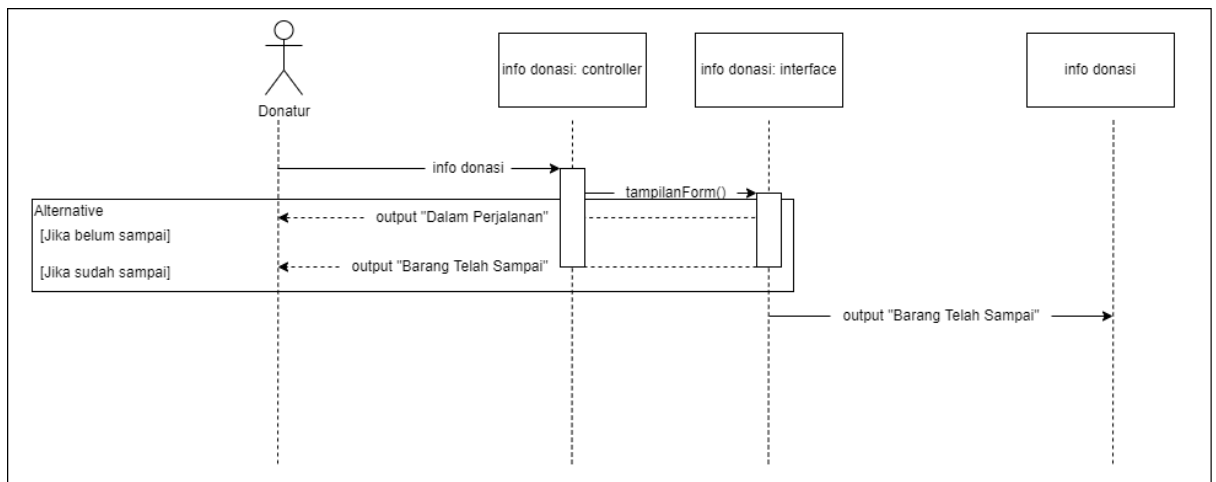 Donatur
info donasi: controller
info donasi: interface
info donasi
info donasi
tampilanForm()
Alternative
output "Dalam Perjalanan"
[Jika belum sampai]
output "Barang Telah Sampai"
[Jika sudah sampai]
output "Barang Telah Sampai"